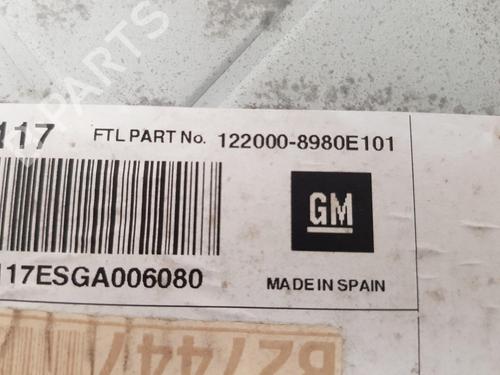 117 FTL PART No. 122000-8980E101
GM
117ESGA006080 MADE IN SPAIN